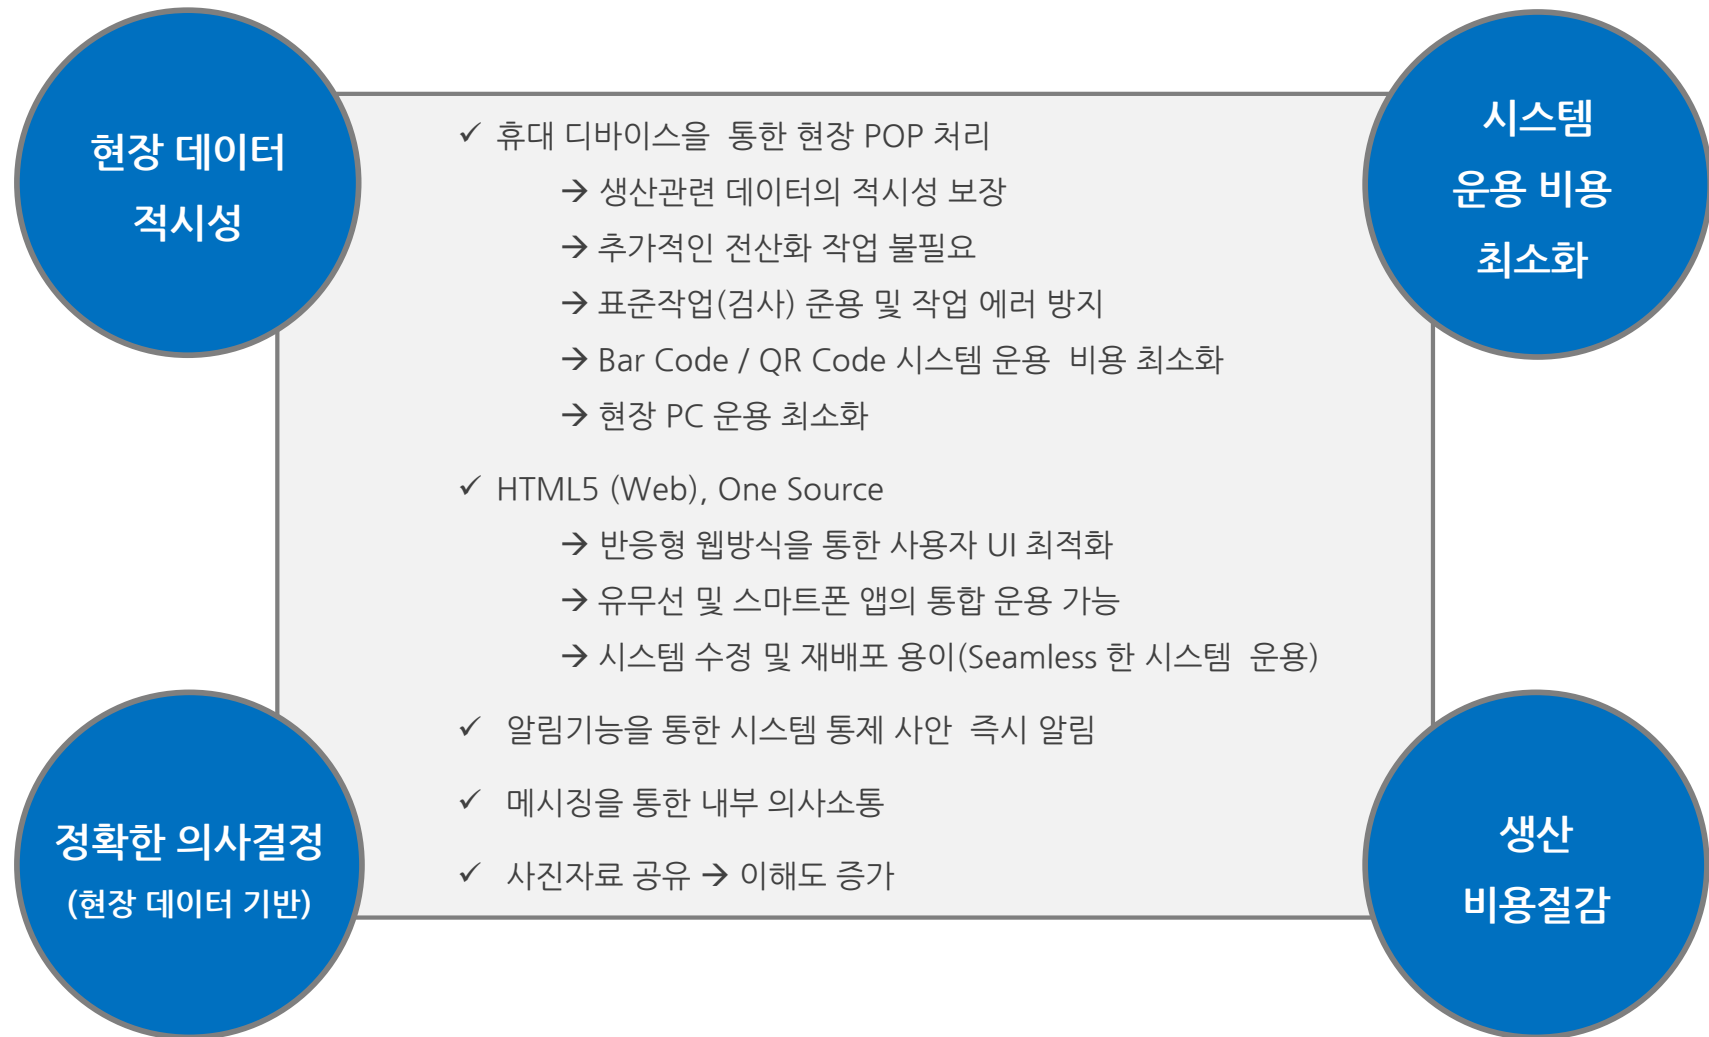 현장 데이터
적시성
시스템
운용 비용
최소화
✓ 휴대 디바이스을 통한 현장 POP 처리
→ 생산관련 데이터의 적시성 보장
→ 추가적인 전산화 작업 불필요
→ 표준작업(검사) 준용 및 작업 에러 방지
→ Bar Code / QR Code 시스템 운용 비용 최소화
→ 현장 PC 운용 최소화
✓ HTML5 (Web), One Source
→ 반응형 웹방식을 통한 사용자 UI 최적화
→ 유무선 및 스마트폰 앱의 통합 운용 가능
→ 시스템 수정 및 재배포 용이(Seamless 한 시스템 운용)
✓ 알림기능을 통한 시스템 통제 사안 즉시 알림
✓ 메시징을 통한 내부 의사소통
✓ 사진자료 공유 → 이해도 증가
정확한 의사결정
(현장 데이터 기반)
생산
비용절감